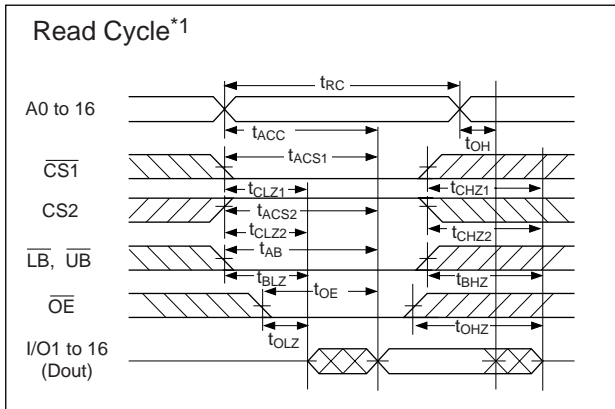 Read Cycle*1
tRC
A0 to 16
tACC
tOH
tACS1
CS1
tCLZ1
tCHZ1
CS2
tACS2
tCLZ2
tCHZ2
tAB
LB, UB
tBLZ
tBHZ
tOE
OE
tOLZ
tOHZ
I/O1 to 16
(Dout)